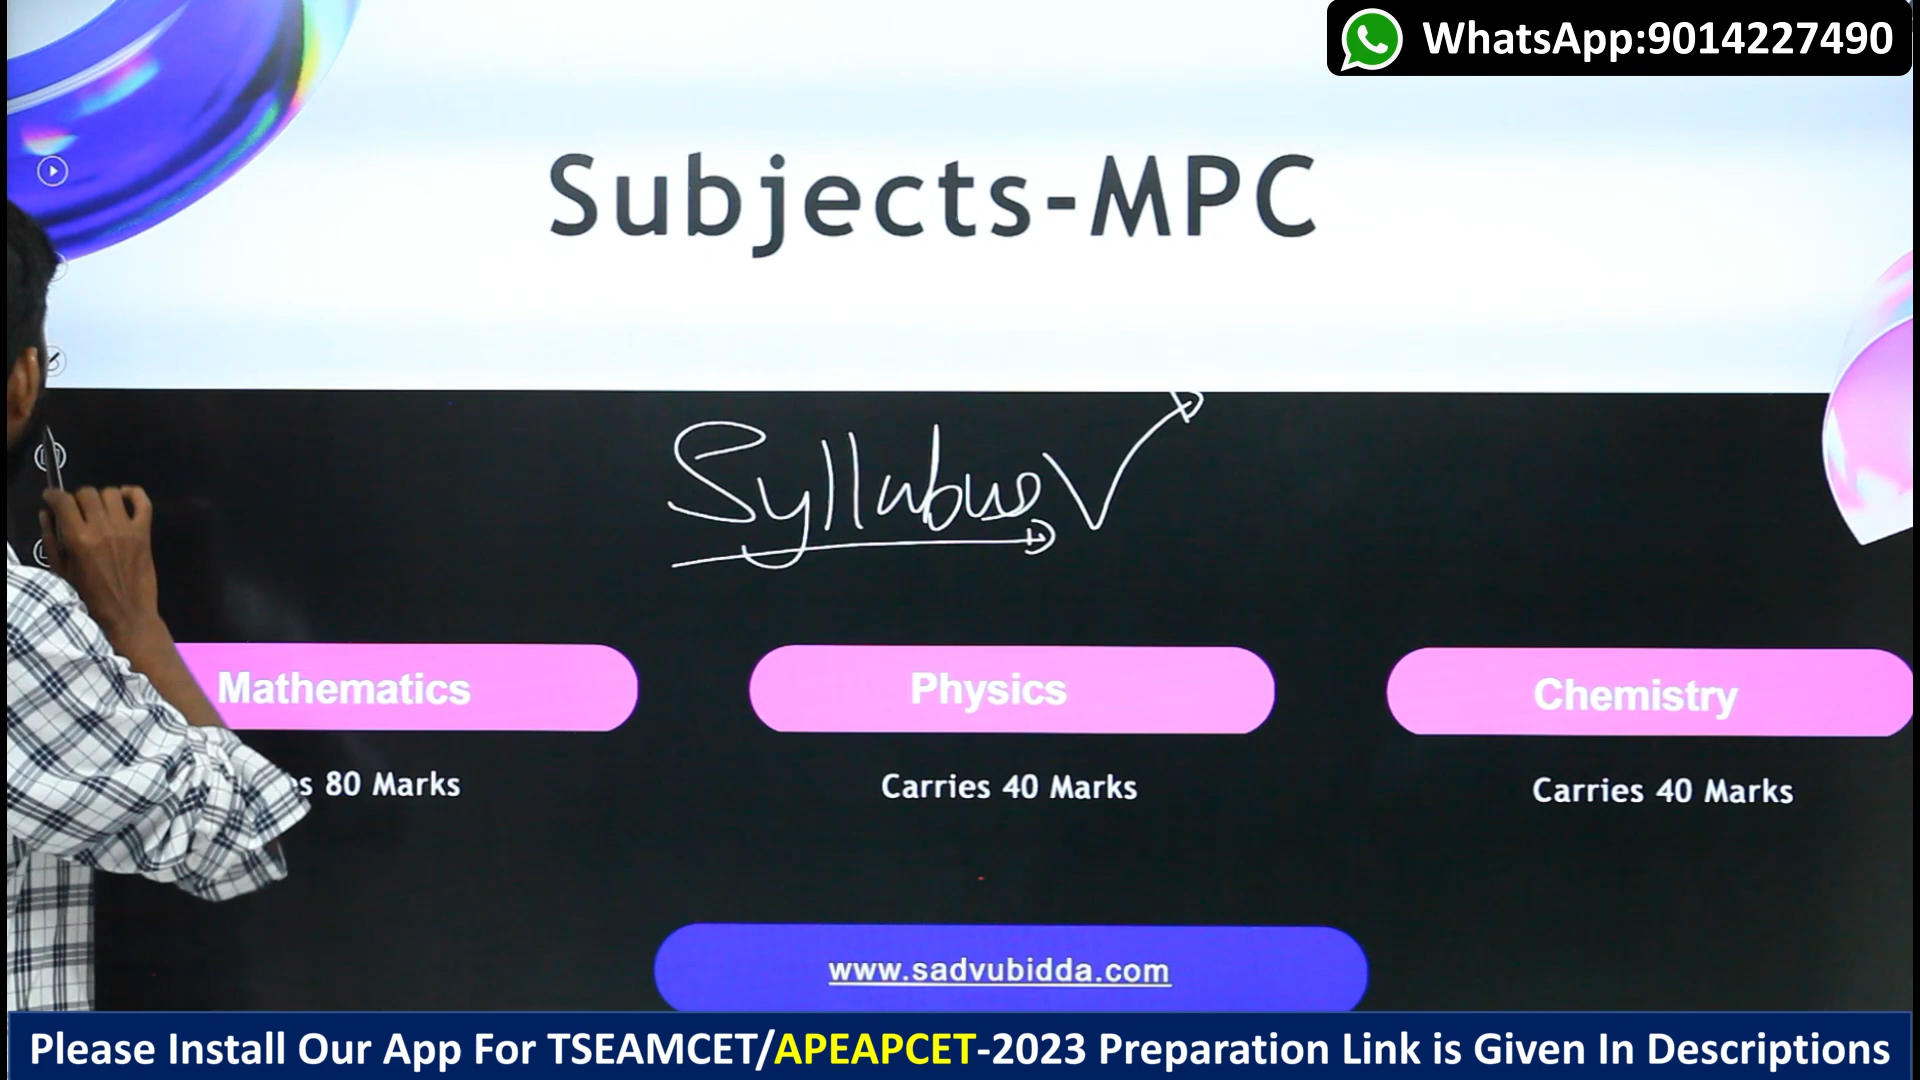 WhatsApp:9014227490
Subjects-MPC
Syllabus
Mathematics
Physics
Chemistry
80 Marks
Carries 40 Marks
Carries 40 Marks
www.sadvubidda.com
Please Install Our App For TSEAMCET/APEAPCET-2023 Preparation Link is Given In Descriptions